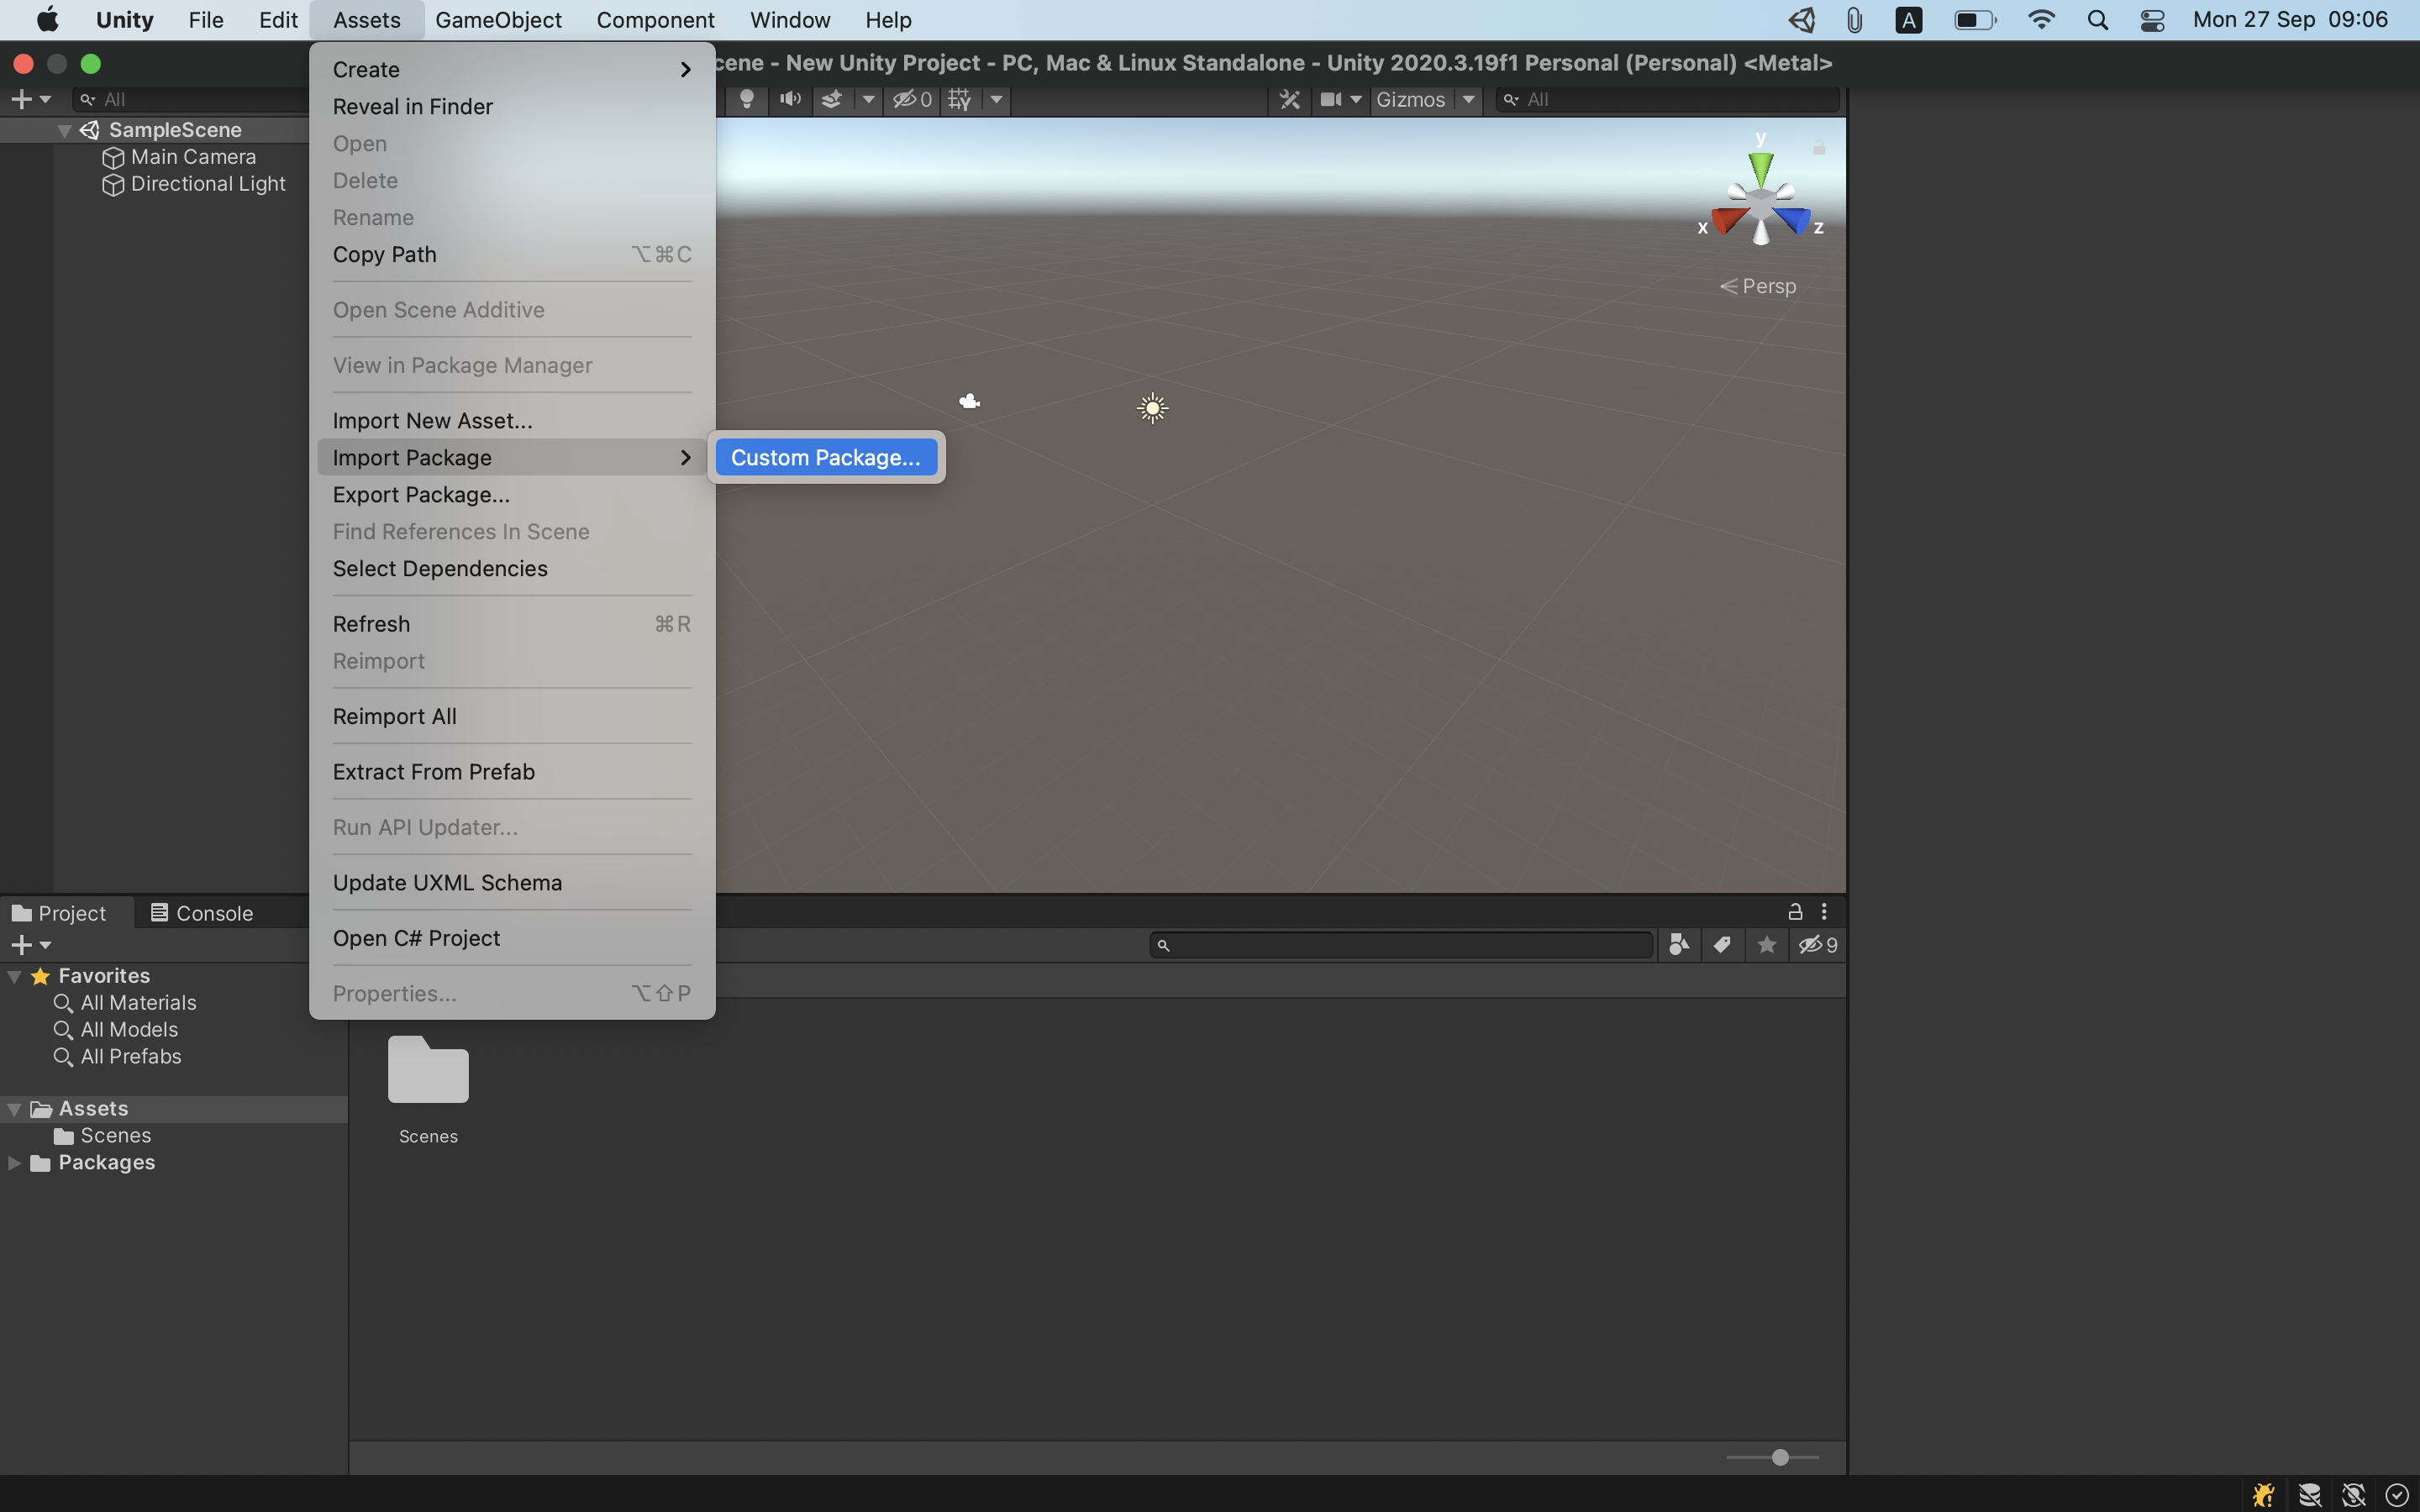 Unity File Edit Assets GameObject Component Window Help A Mon 27 Sep 09:06
cene - New Unity Project - PC, Mac & Linux Standalone - Unity 2020.3.19f1 Personal (Personal) <Metal>
All
0
Gizmos
All
SampleScene
Main Camera
Directional Light
Create
Reveal in Finder
Open
Delete
Rename
Copy Path ⌥⌘C
Open Scene Additive
View in Package Manager
Import New Asset...
Import Package
Custom Package...
Export Package...
Find References In Scene
Select Dependencies
Refresh ⌘R
Reimport
Reimport All
Extract From Prefab
Run API Updater...
Update UXML Schema
Open C# Project
Properties... ⌥⇧P
y
x
z
Persp
Project
Console
9
Favorites
All Materials
All Models
All Prefabs
Assets
Scenes
Packages
Scenes